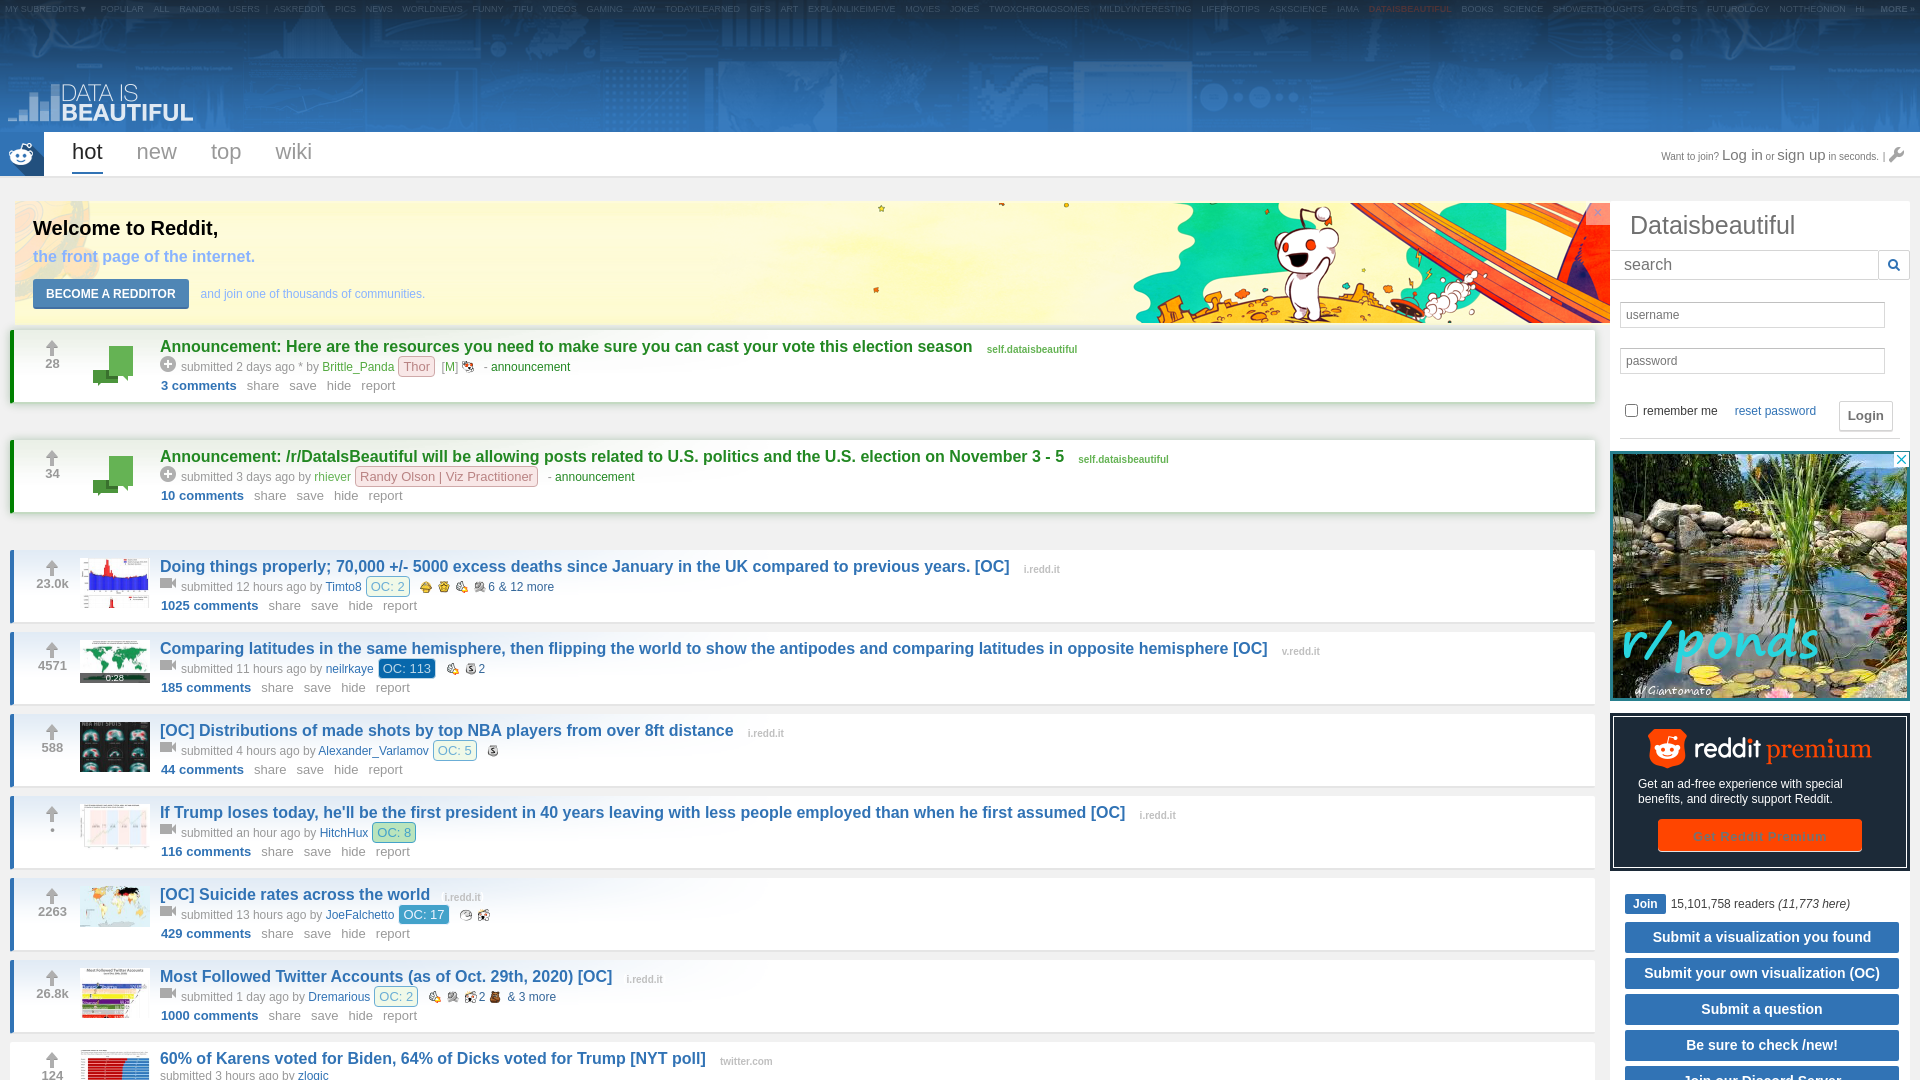 MY SUBREDDITS ▾ POPULAR ALL RANDOM USERS | ASKREDDIT PICS NEWS WORLDNEWS FUNNY TIFU VIDEOS GAMING AWW TODAYILEARNED GIFS ART EXPLAINLIKEIMFIVE MOVIES JOKES TWOXCHROMOSOMES MILDLYINTERESTING LIFEPROTIPS ASKSCIENCE IAMA DATAISBEAUTIFUL BOOKS SCIENCE SHOWERTHOUGHTS GADGETS FUTUROLOGY NOTTHEONION HI MORE »
DATA IS
BEAUTIFUL
hot new top wiki
Want to join? Log in or sign up in seconds. |
Welcome to Reddit,
the front page of the internet.
BECOME A REDDITOR and join one of thousands of communities.
×
28
Announcement: Here are the resources you need to make sure you can cast your vote this election season self.dataisbeautiful
submitted 2 days ago * by Brittle_Panda Thor [M] - announcement
3 comments share save hide report
34
Announcement: /r/DataIsBeautiful will be allowing posts related to U.S. politics and the U.S. election on November 3 - 5 self.dataisbeautiful
submitted 3 days ago by rhiever Randy Olson | Viz Practitioner - announcement
10 comments share save hide report
23.0k
Doing things properly; 70,000 +/- 5000 excess deaths since January in the UK compared to previous years. [OC] i.redd.it
submitted 12 hours ago by Timto8 OC: 2 6 & 12 more
1025 comments share save hide report
4571
0:28
Comparing latitudes in the same hemisphere, then flipping the world to show the antipodes and comparing latitudes in opposite hemisphere [OC] v.redd.it
submitted 11 hours ago by neilrkaye OC: 113 2
185 comments share save hide report
588
[OC] Distributions of made shots by top NBA players from over 8ft distance i.redd.it
submitted 4 hours ago by Alexander_Varlamov OC: 5
44 comments share save hide report
•
If Trump loses today, he'll be the first president in 40 years leaving with less people employed than when he first assumed [OC] i.redd.it
submitted an hour ago by HitchHux OC: 8
116 comments share save hide report
2263
[OC] Suicide rates across the world i.redd.it
submitted 13 hours ago by JoeFalchetto OC: 17
429 comments share save hide report
26.8k
Most Followed Twitter Accounts (as of Oct. 29th, 2020) [OC] i.redd.it
submitted 1 day ago by Dremarious OC: 2 2 & 3 more
1000 comments share save hide report
124
60% of Karens voted for Biden, 64% of Dicks voted for Trump [NYT poll] twitter.com
submitted 3 hours ago by zlogic
Dataisbeautiful
search
username
password
remember me reset password Login
r/ponds
u/Giantomato
reddit premium
Get an ad-free experience with special
benefits, and directly support Reddit.
Get Reddit Premium
Join 15,101,758 readers (11,773 here)
Submit a visualization you found
Submit your own visualization (OC)
Submit a question
Be sure to check /new!
Join our Discord Server